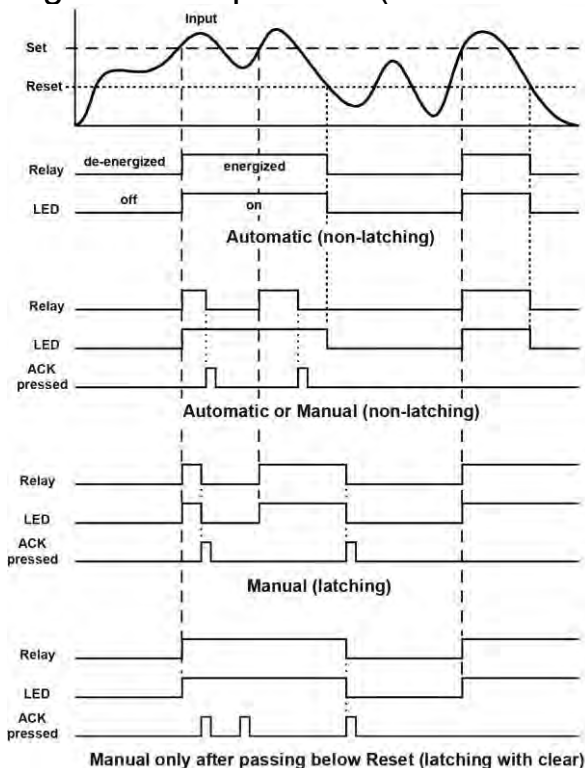 Input
Set
Reset
de-energized energized
Relay
off on
LED
Automatic (non-latching)
Relay
LED
ACK
pressed
Automatic or Manual (non-latching)
Relay
LED
ACK
pressed
Manual (latching)
Relay
LED
ACK
pressed
Manual only after passing below Reset (latching with clear)